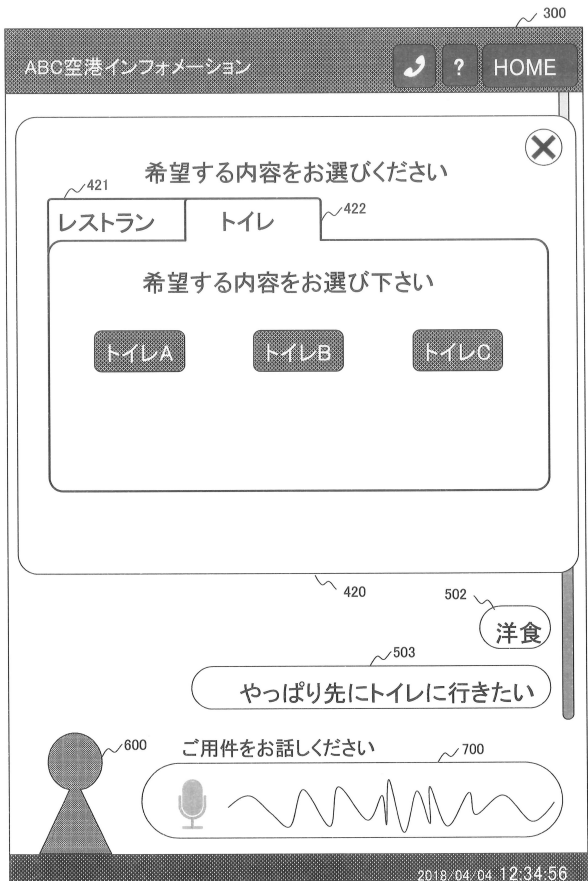 300
ABC空港インフォメーション ? HOME
希望する内容をお選びください
421
422
レストラン トイレ
希望する内容をお選び下さい
トイレA トイレB トイレC
420
502
洋食
503
やっぱり先にトイレに行きたい
600 ご用件をお話しください 700
2018/04/04 12:34:56